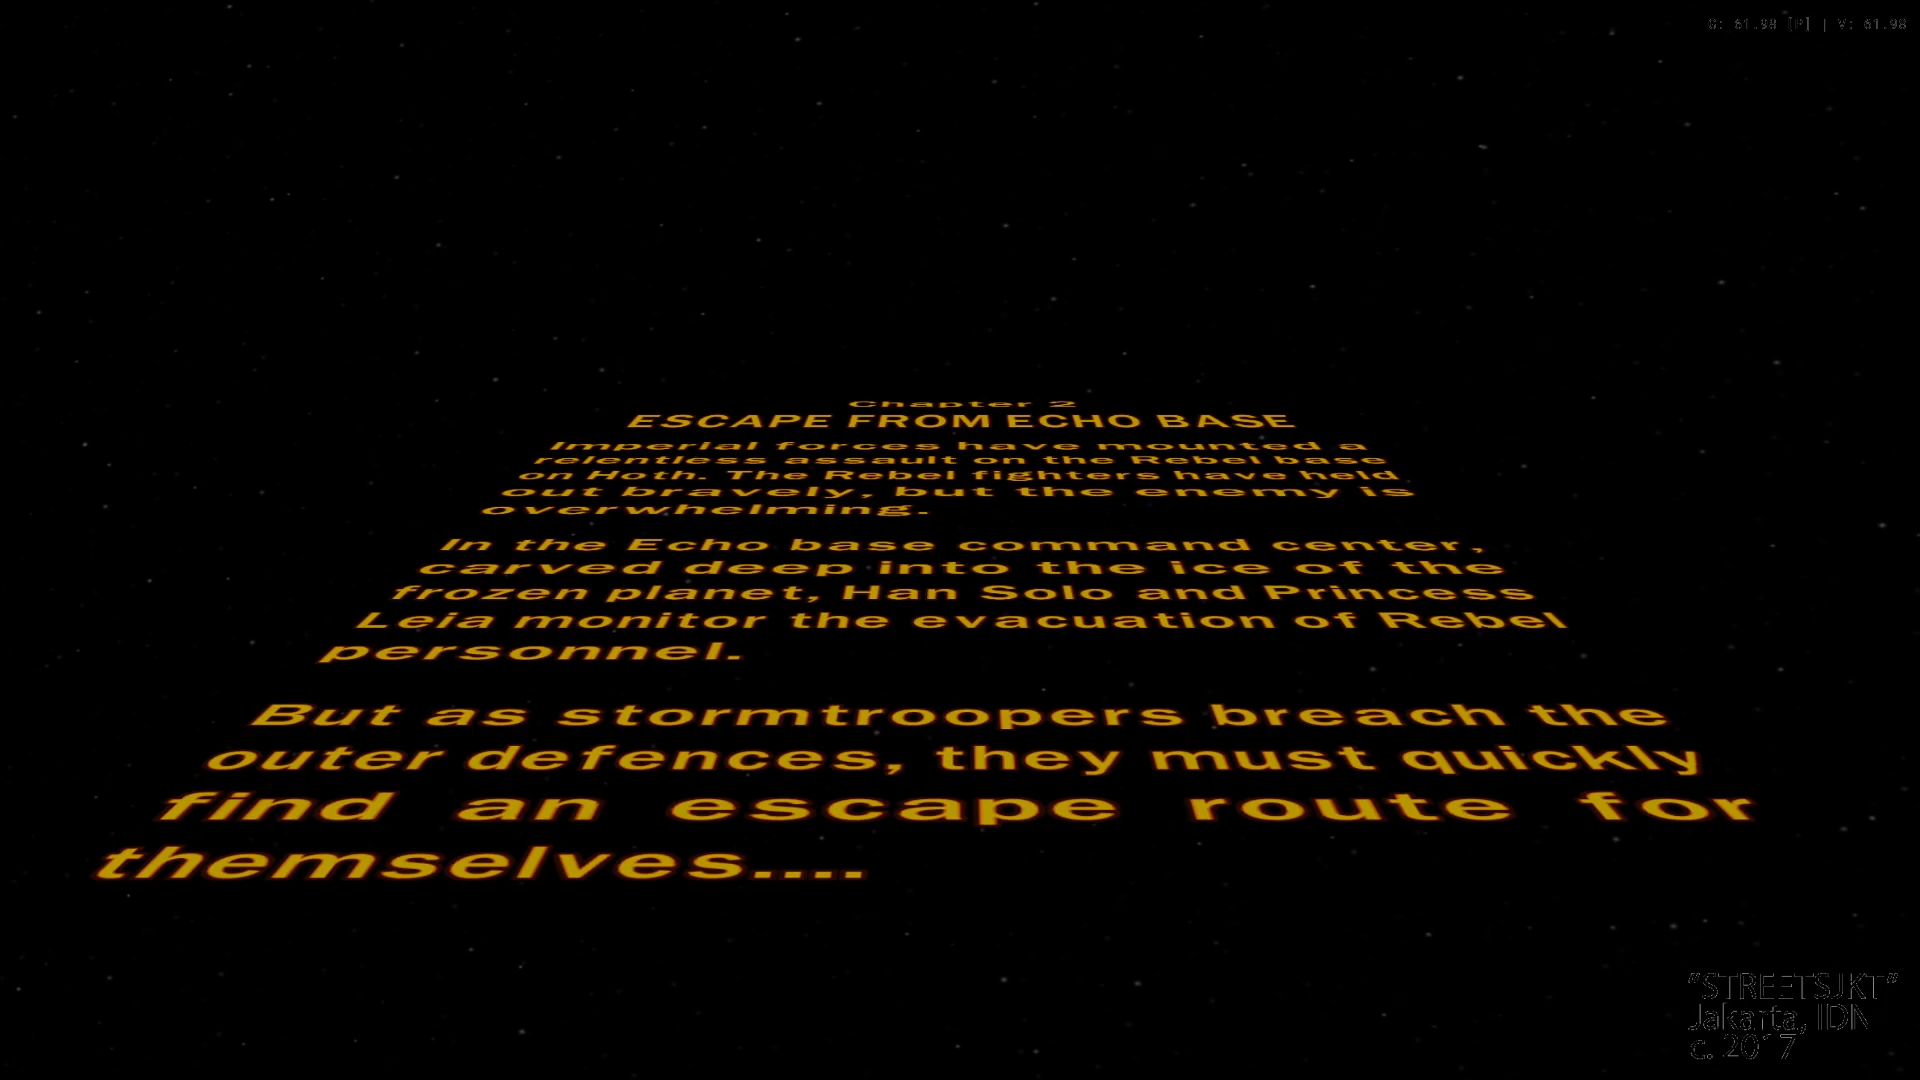 G: 61.98 [P] | V: 61.98
Chapter 2
ESCAPE FROM ECHO BASE
Imperial forces have mounted a
relentless assault on the Rebel base
on Hoth. The Rebel fighters have held
out bravely, but the enemy is
overwhelming.
In the Echo base command center,
carved deep into the ice of the
frozen planet, Han Solo and Princess
Leia monitor the evacuation of Rebel
personnel.
But as stormtroopers breach the
outer defences, they must quickly
find an escape route for
themselves....
"STREETSJKT"
Jakarta, IDN
c. 2017